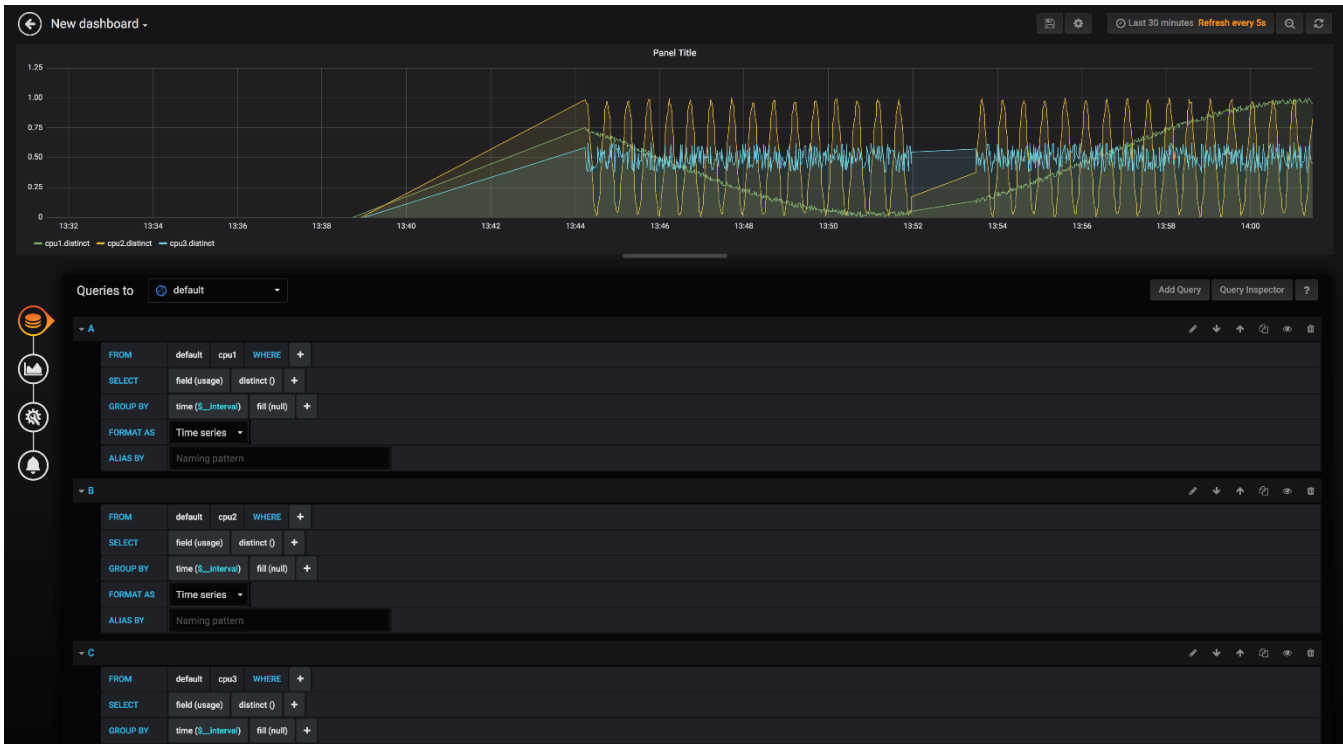 New dashboard
Last 30 minutes Refresh every 5s
Panel Title
1.25
1.00
0.75
0.50
0.25
0
13:32 13:34 13:36 13:38 13:40 13:42 13:44 13:46 13:48 13:50 13:52 13:54 13:56 13:58 14:00
cpu1.distinct cpu2.distinct cpu3.distinct
Queries to default Add Query Query Inspector ?
A
FROM default cpu1 WHERE +
SELECT field (usage) distinct () +
GROUP BY time ($__interval) fill (null) +
FORMAT AS Time series
ALIAS BY Naming pattern
B
FROM default cpu2 WHERE +
SELECT field (usage) distinct () +
GROUP BY time ($__interval) fill (null) +
FORMAT AS Time series
ALIAS BY Naming pattern
C
FROM default cpu3 WHERE +
SELECT field (usage) distinct () +
GROUP BY time ($__interval) fill (null) +